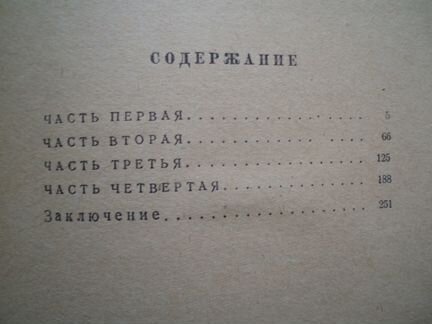 СОДЕРЖАНИЕ
ЧАСТЬ ПЕРВАЯ. . . . . . . . . . . . . . . 5
ЧАСТЬ ВТОРАЯ. . . . . . . . . . . . . . 66
ЧАСТЬ ТРЕТЬЯ. . . . . . . . . . . . . . 125
ЧАСТЬ ЧЕТВЕРТАЯ. . . . . . . . . . . 188
Заключение. . . . . . . . . . . . . . . . 251